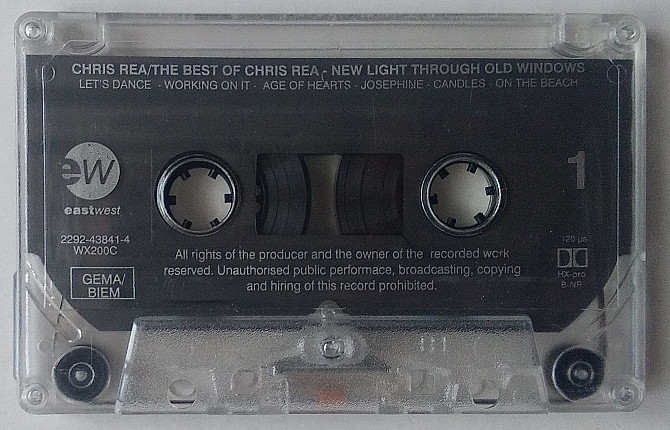 CHRIS REA/THE BEST OF CHRIS REA - NEW LIGHT THROUGH OLD WINDOWS
LET'S DANCE - WORKING ON IT - AGE OF HEARTS - JOSEPHINE - CANDLES - ON THE BEACH
ew
eastwest
1
2292-43841-4
WX200C
GEMA/
BIEM
All rights of the producer and the owner of the recorded work
reserved. Unauthorised public performace, broadcasting, copying
and hiring of this record prohibited.
120 µs
HX-pro
B-NR